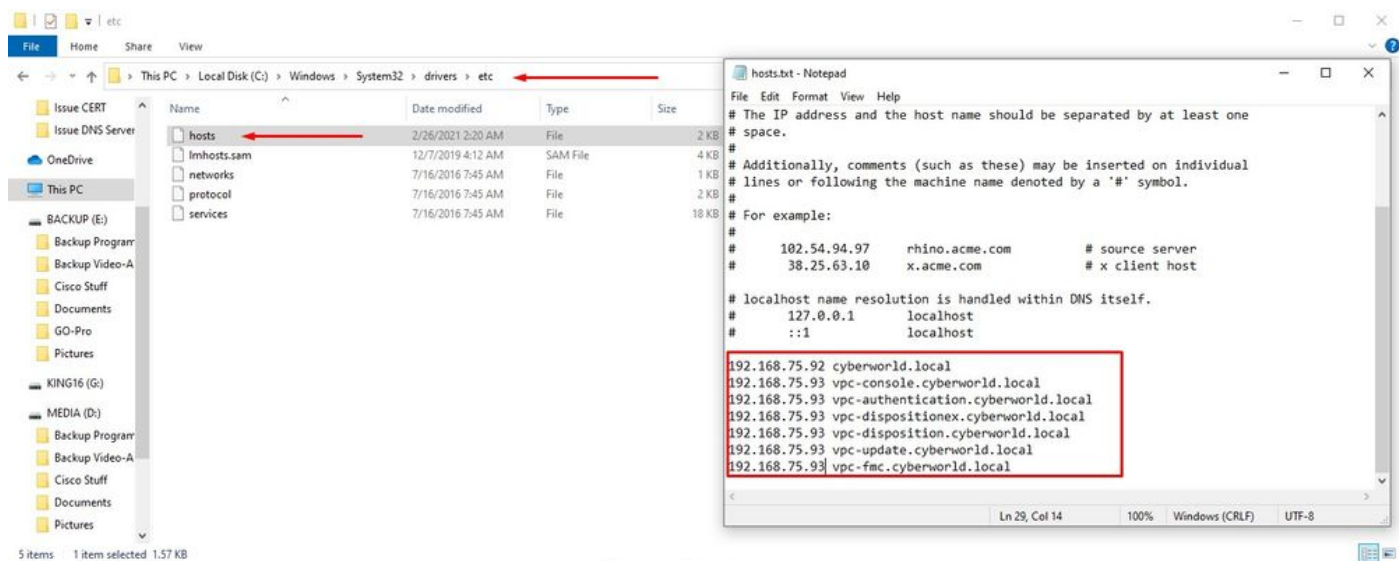 etc
File Home Share View
This PC > Local Disk (C:) > Windows > System32 > drivers > etc
Issue CERT
Issue DNS Server
OneDrive
This PC
BACKUP (E:)
Backup Program
Backup Video-A
Cisco Stuff
Documents
GO-Pro
Pictures
KING16 (G:)
MEDIA (D:)
Backup Program
Backup Video-A
Cisco Stuff
Documents
Pictures
Name Date modified Type Size
hosts 2/26/2021 2:20 AM File 2 KB
lmhosts.sam 12/7/2019 4:12 AM SAM File 4 KB
networks 7/16/2016 7:45 AM File 1 KB
protocol 7/16/2016 7:45 AM File 2 KB
services 7/16/2016 7:45 AM File 18 KB
5 items 1 item selected 1.57 KB
hosts.txt - Notepad
File Edit Format View Help
# The IP address and the host name should be separated by at least one
# space.
#
# Additionally, comments (such as these) may be inserted on individual
# lines or following the machine name denoted by a '#' symbol.
#
# For example:
#
# 102.54.94.97 rhino.acme.com # source server
# 38.25.63.10 x.acme.com # x client host
# localhost name resolution is handled within DNS itself.
# 127.0.0.1 localhost
# ::1 localhost
192.168.75.92 cyberworld.local
192.168.75.93 vpc-console.cyberworld.local
192.168.75.93 vpc-authentication.cyberworld.local
192.168.75.93 vpc-dispositionex.cyberworld.local
192.168.75.93 vpc-disposition.cyberworld.local
192.168.75.93 vpc-update.cyberworld.local
192.168.75.93 vpc-fmc.cyberworld.local
Ln 29, Col 14 100% Windows (CRLF) UTF-8